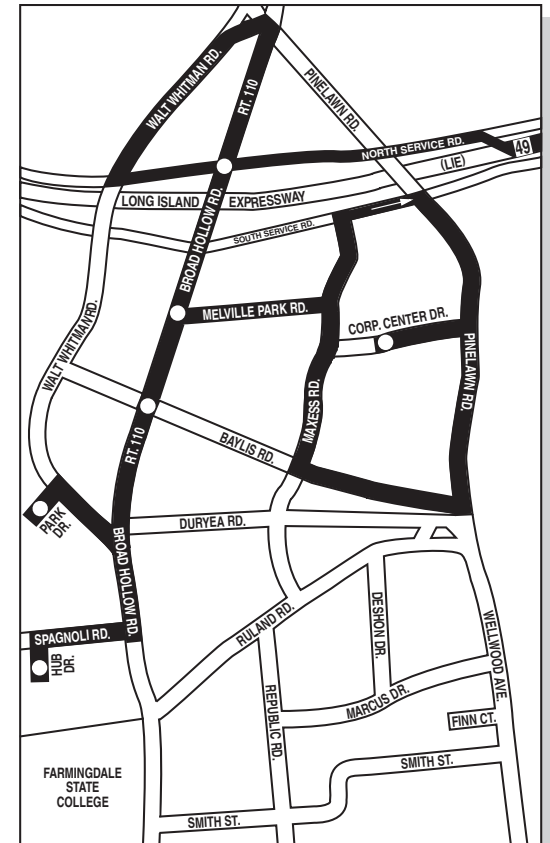 WALT WHITMAN RD.
RT. 110
PINELAWN RD.
NORTH SERVICE RD.
(LIE)
49
LONG ISLAND EXPRESSWAY
SOUTH SERVICE RD.
BROAD HOLLOW RD.
MELVILLE PARK RD.
CORP. CENTER DR.
WALT WHITMAN RD.
PINELAWN RD.
MAXESS RD.
RT. 110
BAYLIS RD.
PARK
DR.
DURYEA RD.
BROAD HOLLOW RD.
RULAND RD.
DESHON DR.
WELLWOOD AVE.
SPAGNOLI RD.
HUB
DR.
REPUBLIC RD.
MARCUS DR.
FINN CT.
FARMINGDALE
STATE
COLLEGE
SMITH ST.
SMITH ST.